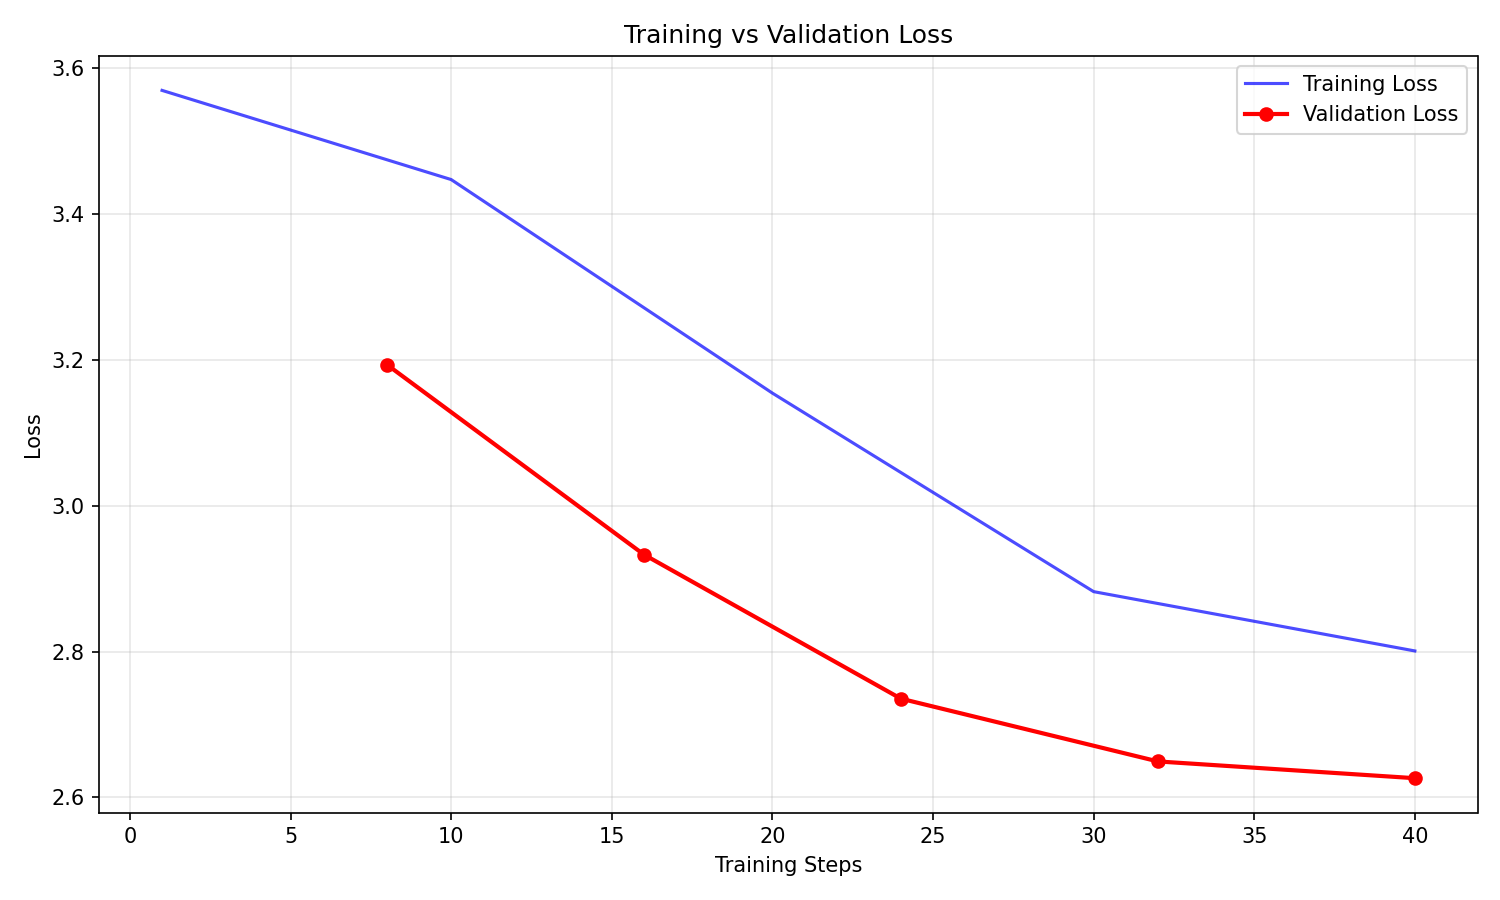 Training vs Validation Loss
Training Loss
Validation Loss
3.6
3.4
3.2
3.0
2.8
2.6
Loss
0 5 10 15 20 25 30 35 40
Training Steps